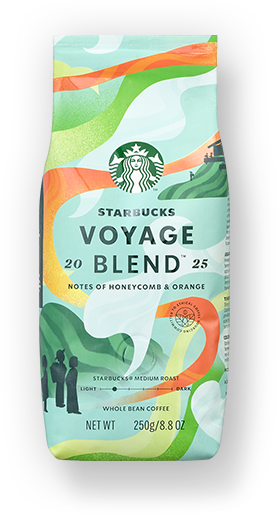 STARBUCKS
VOYAGE
20 BLEND™ 25
NOTES OF HONEYCOMB & ORANGE
STARBUCKS® MEDIUM ROAST
LIGHT DARK
WHOLE BEAN COFFEE
NET WT 250g/8.8 OZ